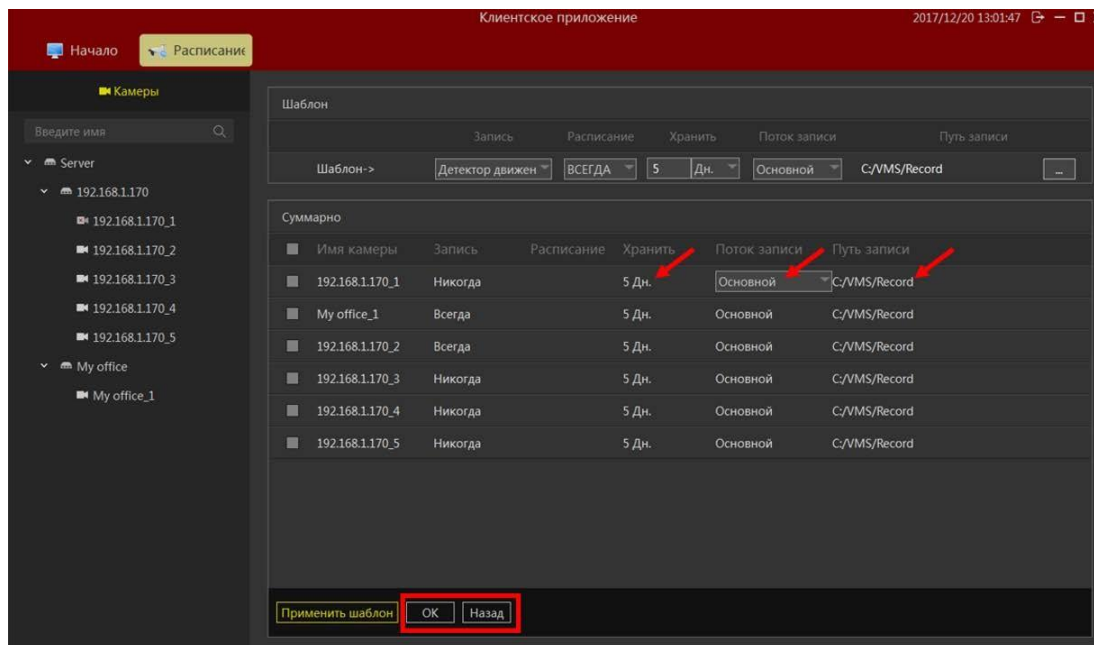 Клиентское приложение 2017/12/20 13:01:47
Начало Расписание
Камеры
Введите имя
Server
192.168.1.170
192.168.1.170_1
192.168.1.170_2
192.168.1.170_3
192.168.1.170_4
192.168.1.170_5
My office
My office_1
Шаблон
Запись Расписание Хранить Поток записи Путь записи
Шаблон-> Детектор движен ВСЕГДА 5 Дн. Основной C:/VMS/Record ...
Суммарно
Имя камеры Запись Расписание Хранить Поток записи Путь записи
192.168.1.170_1 Никогда 5 Дн. Основной C:/VMS/Record
My office_1 Всегда 5 Дн. Основной C:/VMS/Record
192.168.1.170_2 Всегда 5 Дн. Основной C:/VMS/Record
192.168.1.170_3 Никогда 5 Дн. Основной C:/VMS/Record
192.168.1.170_4 Никогда 5 Дн. Основной C:/VMS/Record
192.168.1.170_5 Никогда 5 Дн. Основной C:/VMS/Record
Применить шаблон OK Назад